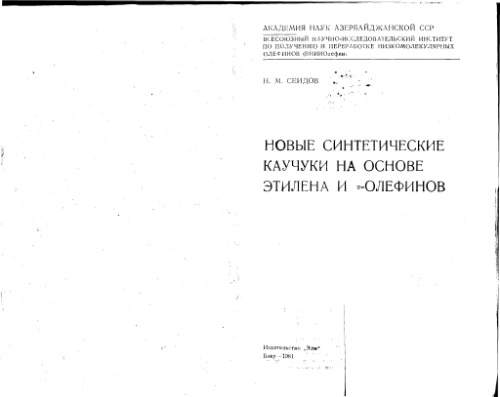 АКАДЕМИЯ НАУК АЗЕРБАЙДЖАНСКОЙ ССР
ВСЕСОЮЗНЫЙ НАУЧНО-ИССЛЕДОВАТЕЛЬСКИЙ ИНСТИТУТ
ПО ПОЛУЧЕНИЮ И ПЕРЕРАБОТКЕ НИЗКОМОЛЕКУЛЯРНЫХ
ОЛЕФИНОВ (ВНИИОлефин)
Н. М. СЕИДОВ
НОВЫЕ СИНТЕТИЧЕСКИЕ
КАУЧУКИ НА ОСНОВЕ
ЭТИЛЕНА И α-ОЛЕФИНОВ
Издательство „Элм“
Баку—1981